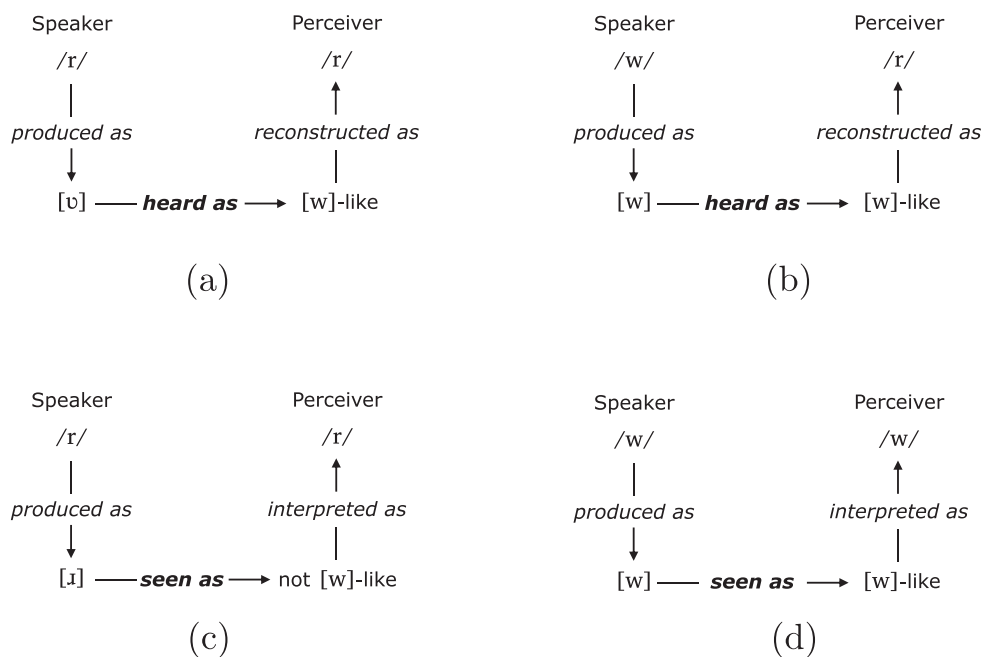 Speaker Perceiver
/r/ /r/
produced as reconstructed as
[ʋ] heard as [w]-like
(a)
Speaker Perceiver
/w/ /r/
produced as reconstructed as
[w] heard as [w]-like
(b)
Speaker Perceiver
/r/ /r/
produced as interpreted as
[ɹ] seen as not [w]-like
(c)
Speaker Perceiver
/w/ /w/
produced as interpreted as
[w] seen as [w]-like
(d)